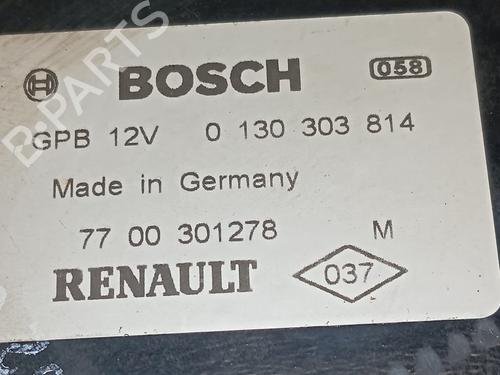 BOSCH 058
GPB 12V 0 130 303 814
Made in Germany
77 00 301278 M
RENAULT 037
B-PARTS